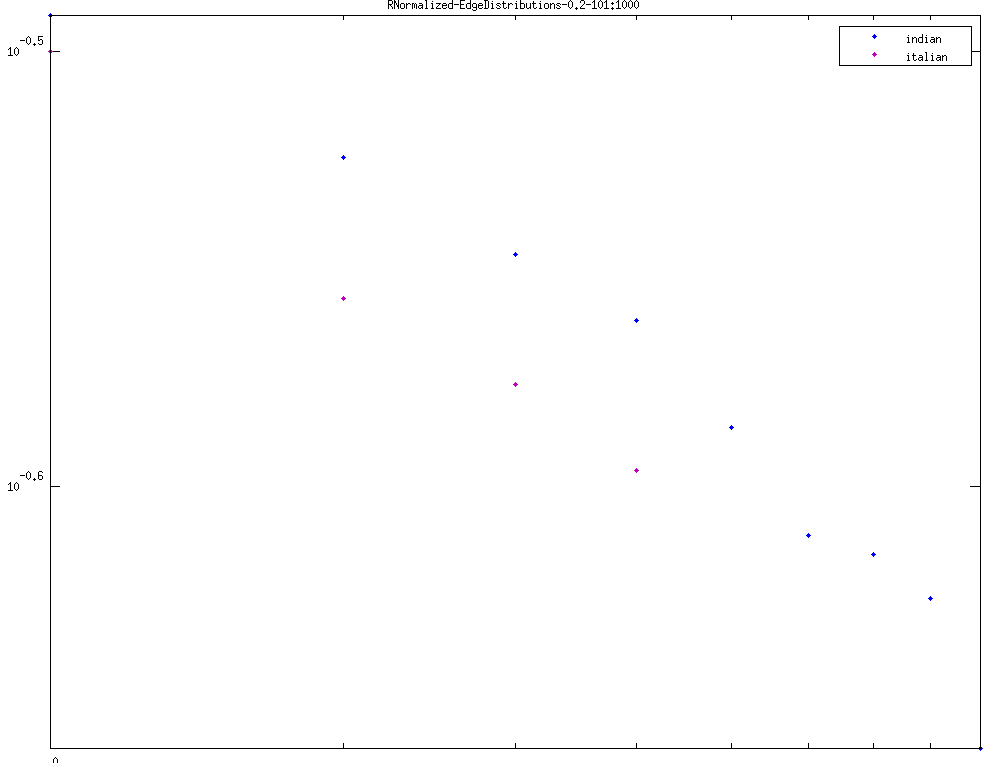 RNormalized-EdgeDistributions-0.2-101:1000
10^-0.5
indian
italian
10^-0.6
0